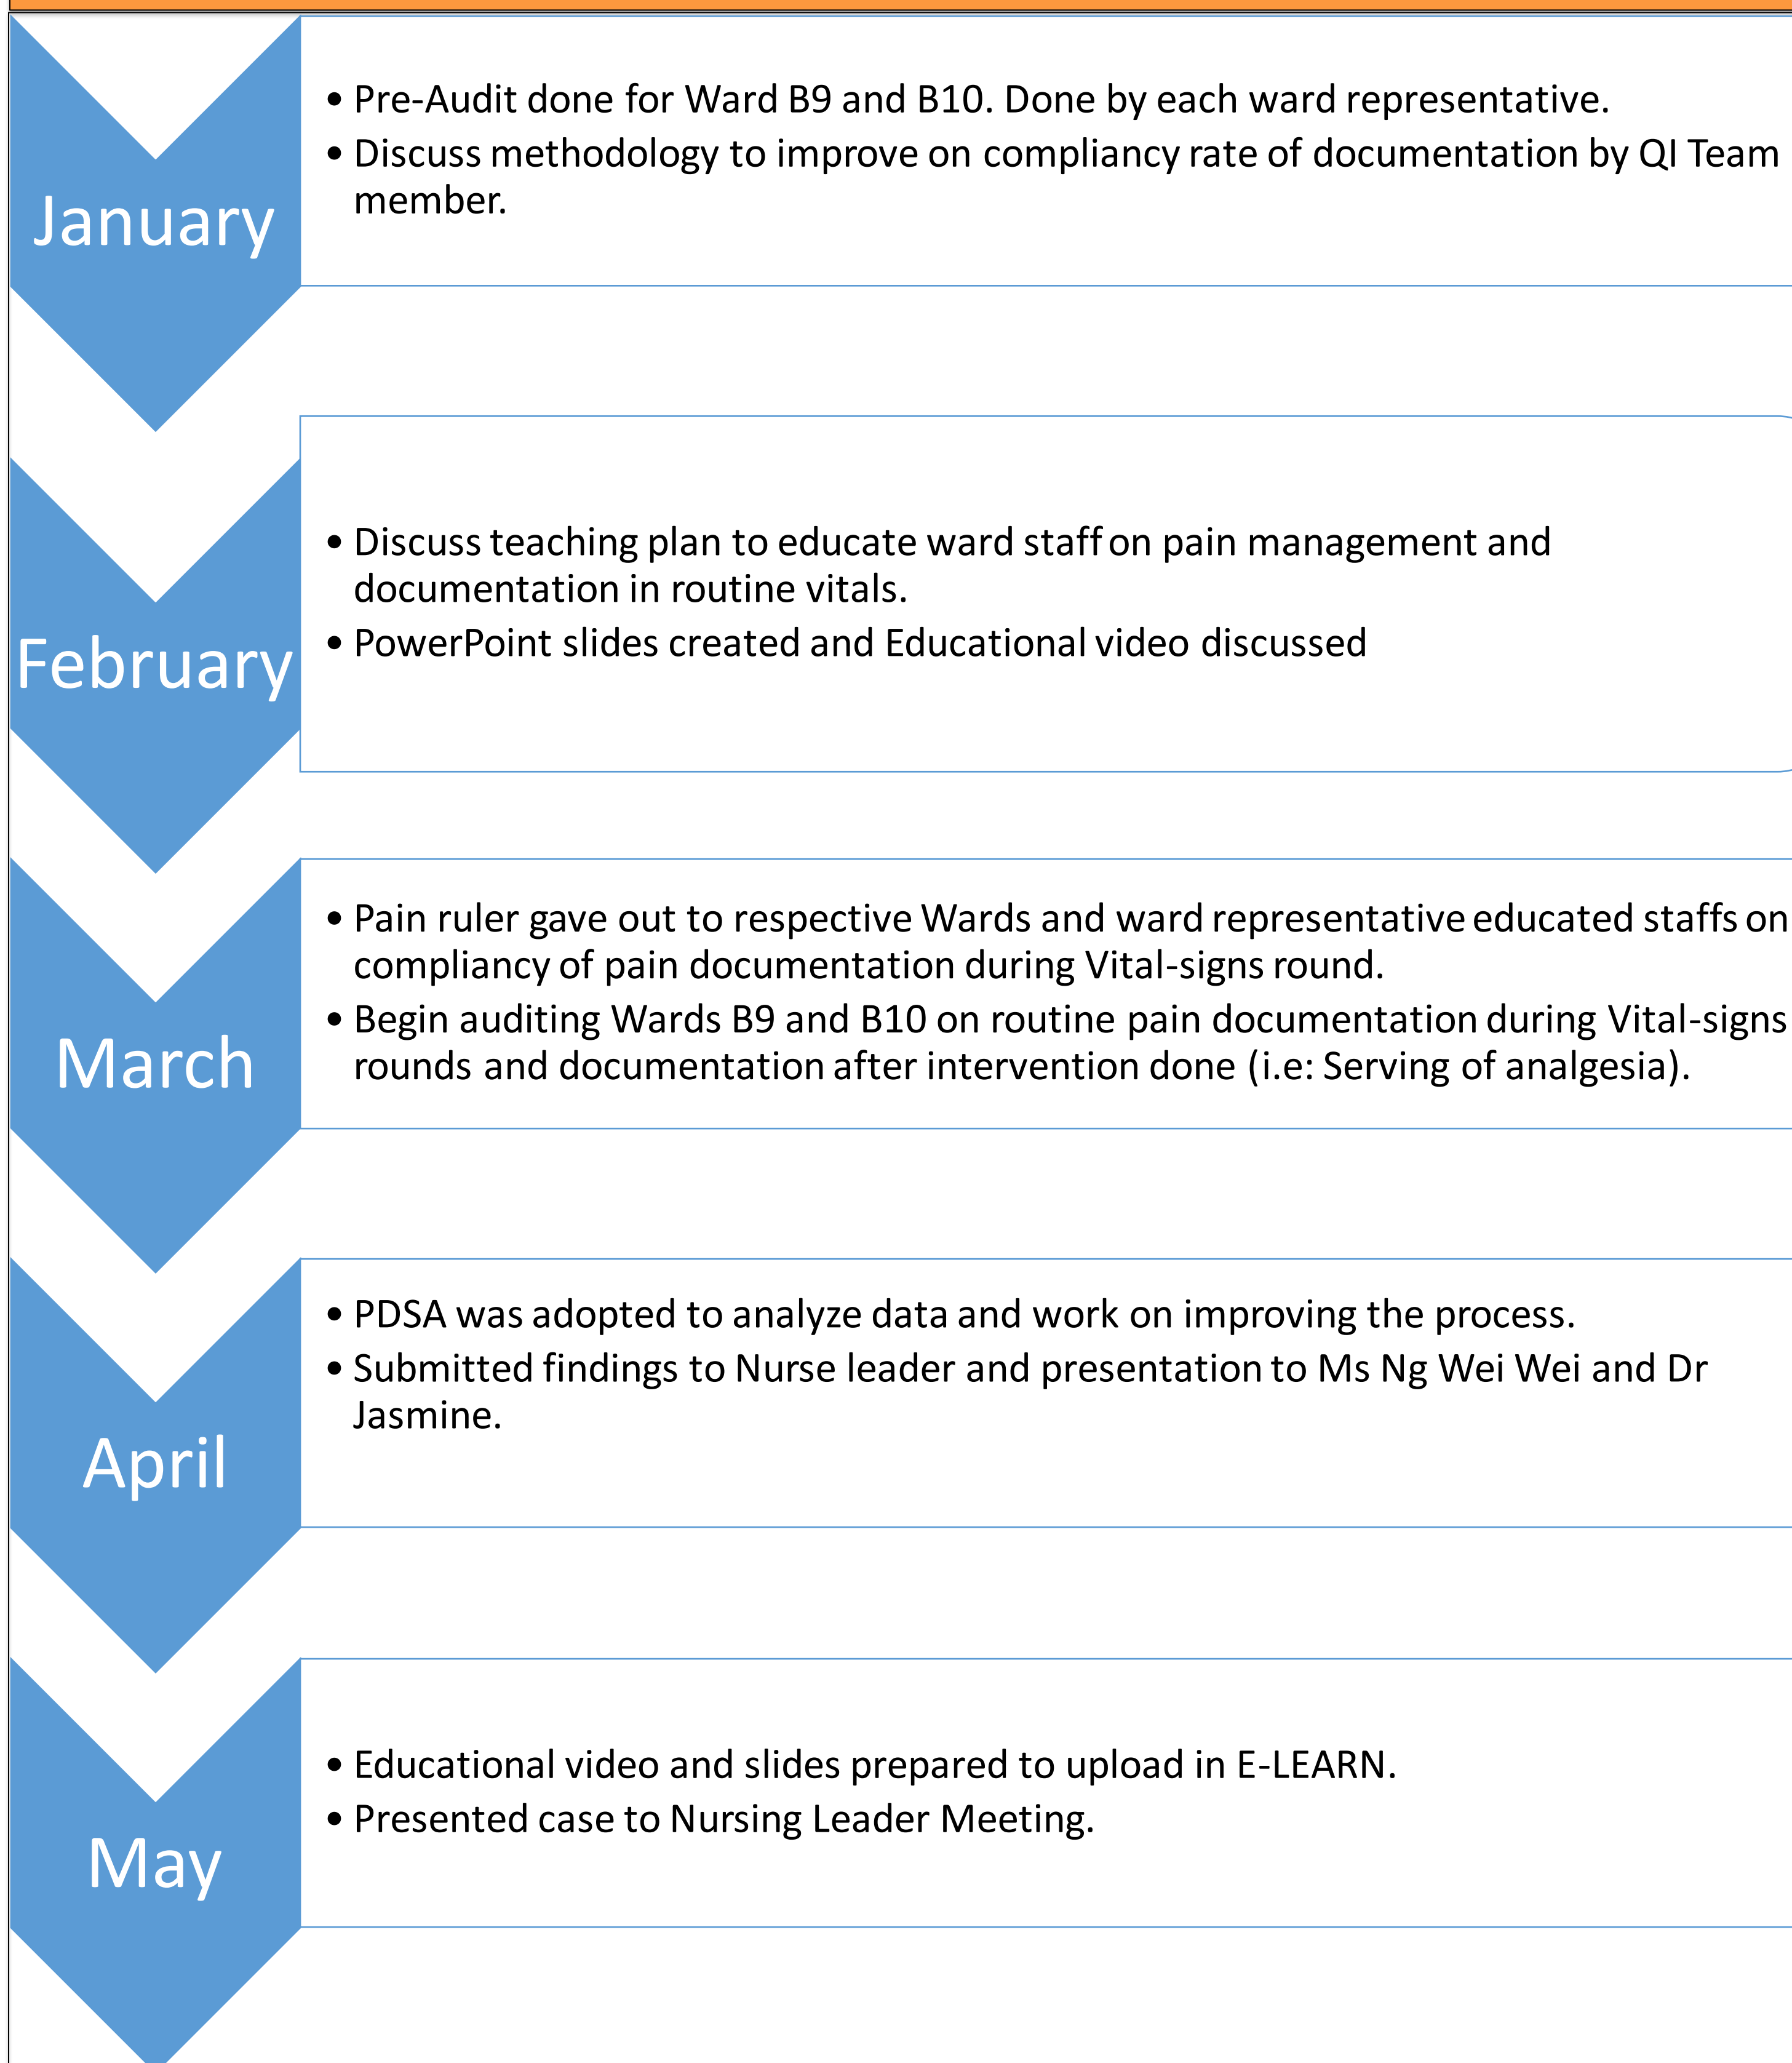 • Pre-Audit done for Ward B9 and B10. Done by each ward representative.
• Discuss methodology to improve on compliancy rate of documentation by QI Team
member.
January
• Discuss teaching plan to educate ward staff on pain management and
documentation in routine vitals.
• PowerPoint slides created and Educational video discussed
February
• Pain ruler gave out to respective Wards and ward representative educated staffs on
compliancy of pain documentation during Vital-signs round.
• Begin auditing Wards B9 and B10 on routine pain documentation during Vital-signs
rounds and documentation after intervention done (i.e: Serving of analgesia).
March
• PDSA was adopted to analyze data and work on improving the process.
• Submitted findings to Nurse leader and presentation to Ms Ng Wei Wei and Dr
Jasmine.
April
• Educational video and slides prepared to upload in E-LEARN.
• Presented case to Nursing Leader Meeting.
May